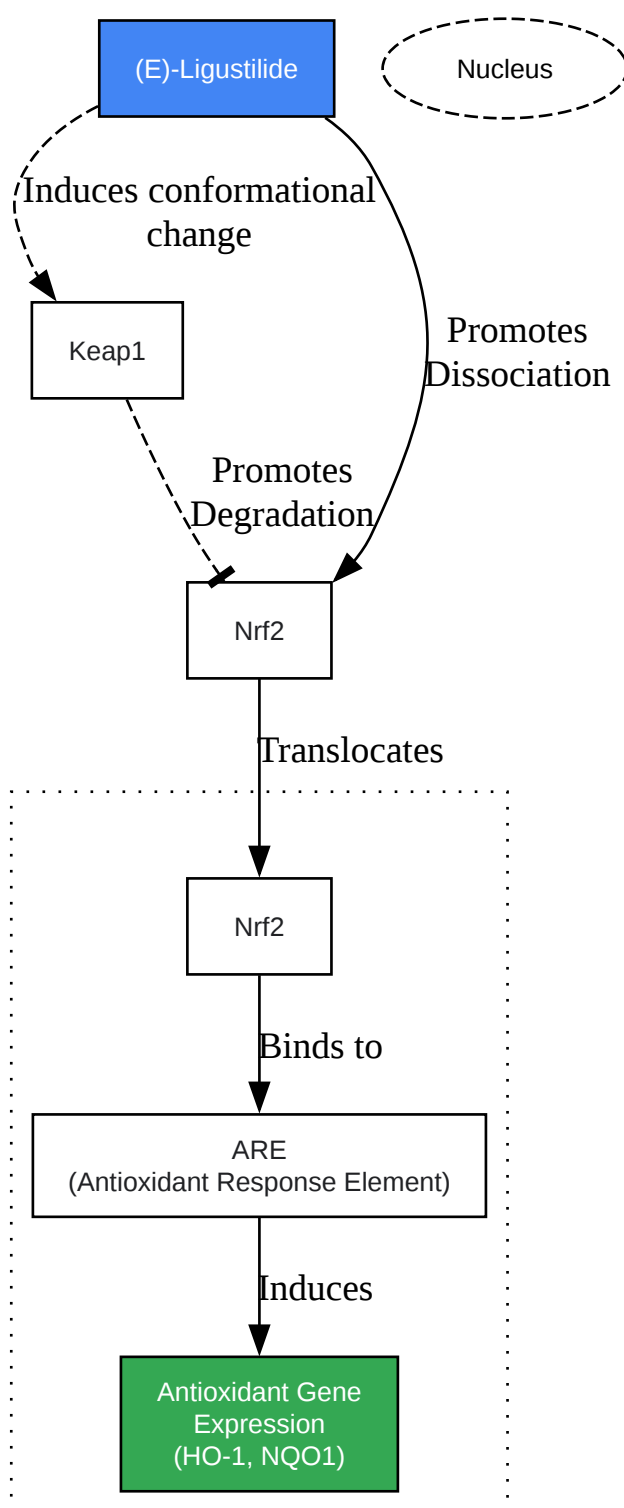 (E)-Ligustilide
Nucleus
Induces conformational
change
Promotes
Dissociation
Keap1
Promotes
Degradation
Nrf2
Translocates
Nrf2
Binds to
ARE
(Antioxidant Response Element)
Induces
Antioxidant Gene
Expression
(HO-1, NQO1)